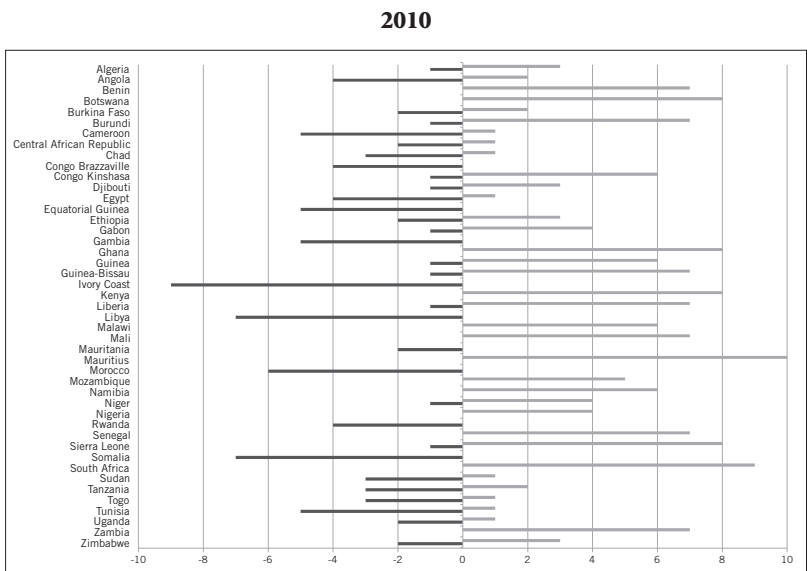 2010
Algeria
Angola
Benin
Botswana
Burkina Faso
Burundi
Cameroon
Central African Republic
Chad
Congo Brazzaville
Congo Kinshasa
Djibouti
Egypt
Equatorial Guinea
Ethiopia
Gabon
Gambia
Ghana
Guinea
Guinea-Bissau
Ivory Coast
Kenya
Liberia
Libya
Malawi
Mali
Mauritania
Mauritius
Morocco
Mozambique
Namibia
Niger
Nigeria
Rwanda
Senegal
Sierra Leone
Somalia
South Africa
Sudan
Tanzania
Togo
Tunisia
Uganda
Zambia
Zimbabwe
-10 -8 -6 -4 -2 0 2 4 6 8 10